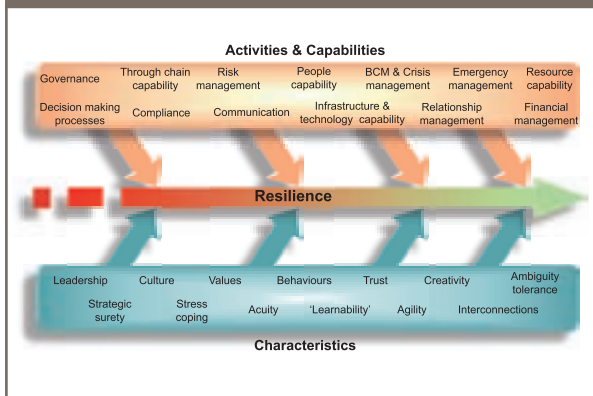 Activities & Capabilities
Governance
Through chain
capability
Risk
management
People
capability
BCM & Crisis
management
Emergency
management
Resource
capability
Decision making
processes
Compliance
Communication
Infrastructure &
technology capability
Relationship
management
Financial
management
Resilience
Leadership
Culture
Values
Behaviours
Trust
Creativity
Ambiguity
tolerance
Strategic
surety
Stress
coping
Acuity
'Learnability'
Agility
Interconnections
Characteristics